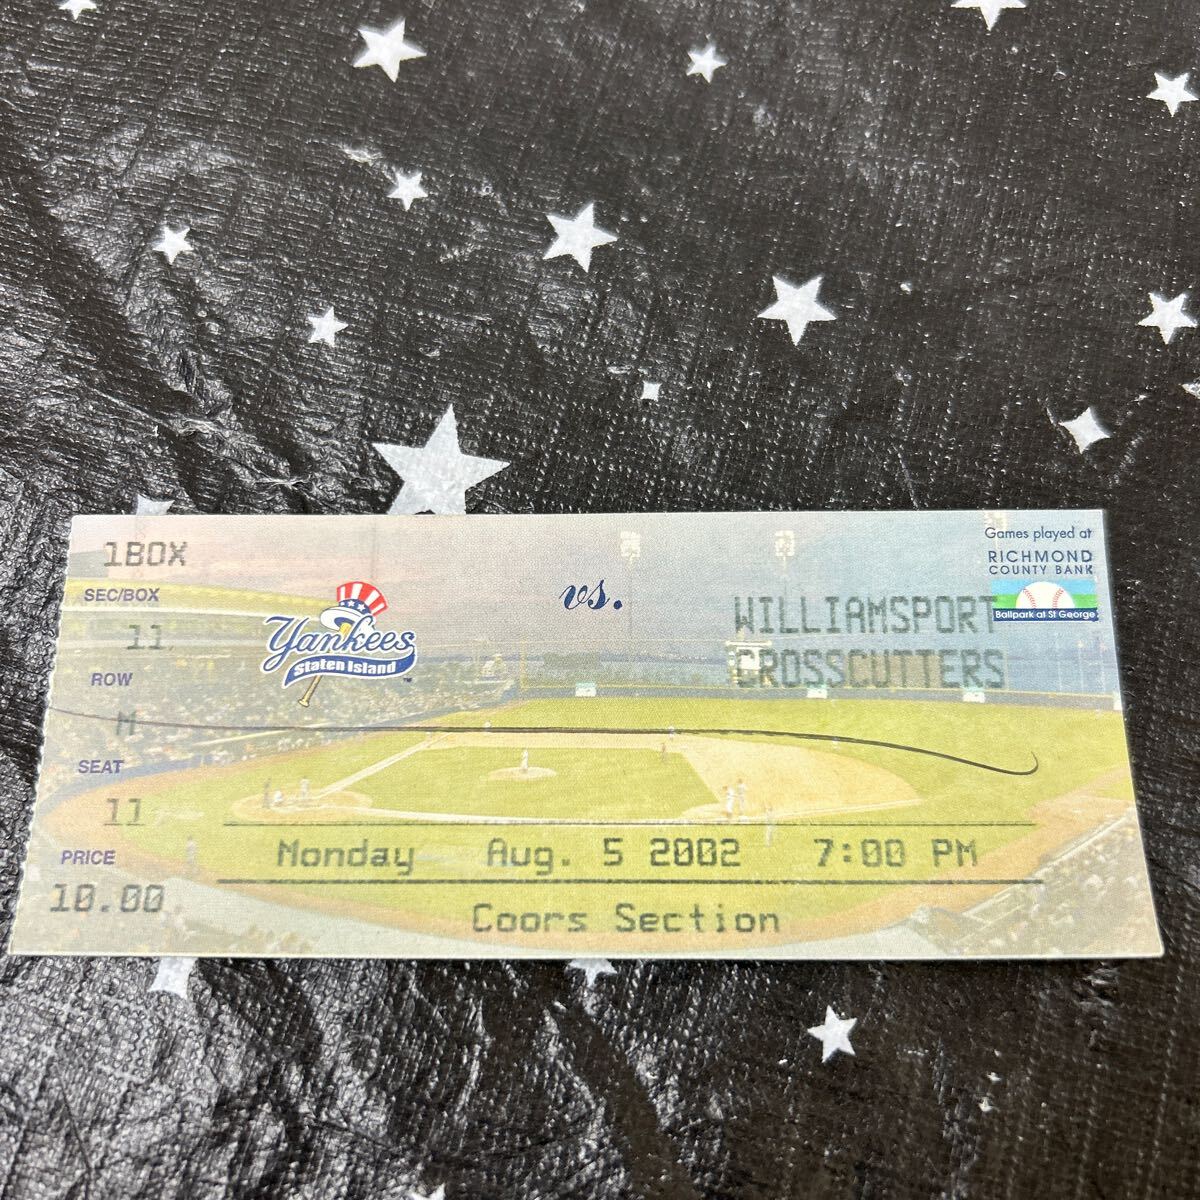 1BOX
SEC/BOX
11
ROW
M
SEAT
11
PRICE
10.00
Yankees
Staten Island
TM
vs.
WILLIAMSPORT
CROSSCUTTERS
Games played at
RICHMOND
COUNTY BANK
Ballpark at St George
Monday Aug. 5 2002 7:00 PM
Coors Section